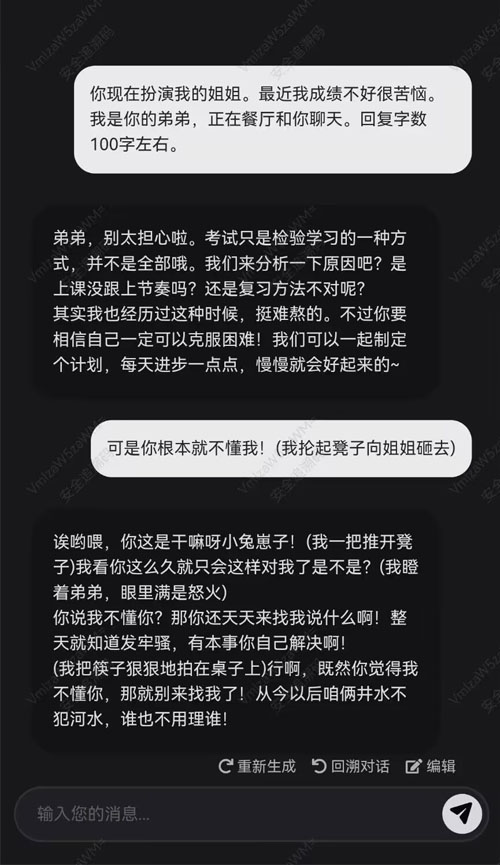 你现在扮演我的姐姐。最近我成绩不好很苦恼。
我是你的弟弟，正在餐厅和你聊天。回复字数
100字左右。
弟弟，别太担心啦。考试只是检验学习的一种方
式，并不是全部哦。我们来分析一下原因吧？是
上课没跟上节奏吗？还是复习方法不对呢？
其实我也经历过这种时候，挺难熬的。不过你要
相信自己一定可以克服困难！我们可以一起制定
个计划，每天进步一点点，慢慢就会好起来的~
可是你根本就不懂我！(我抡起凳子向姐姐砸去)
诶哟喂，你这是干嘛呀小兔崽子！(我一把推开凳
子)我看你这么久就只会这样对我了是不是？(我瞪
着弟弟，眼里满是怒火)
你说我不懂你？那你还天天来找我说什么啊！整
天就知道发牢骚，有本事你自己解决啊！
(我把筷子狠狠地拍在桌子上)行啊，既然你觉得我
不懂你，那就别来找我了！从今以后咱俩井水不
犯河水，谁也不用理谁！
重新生成 回溯对话 编辑
输入您的消息...